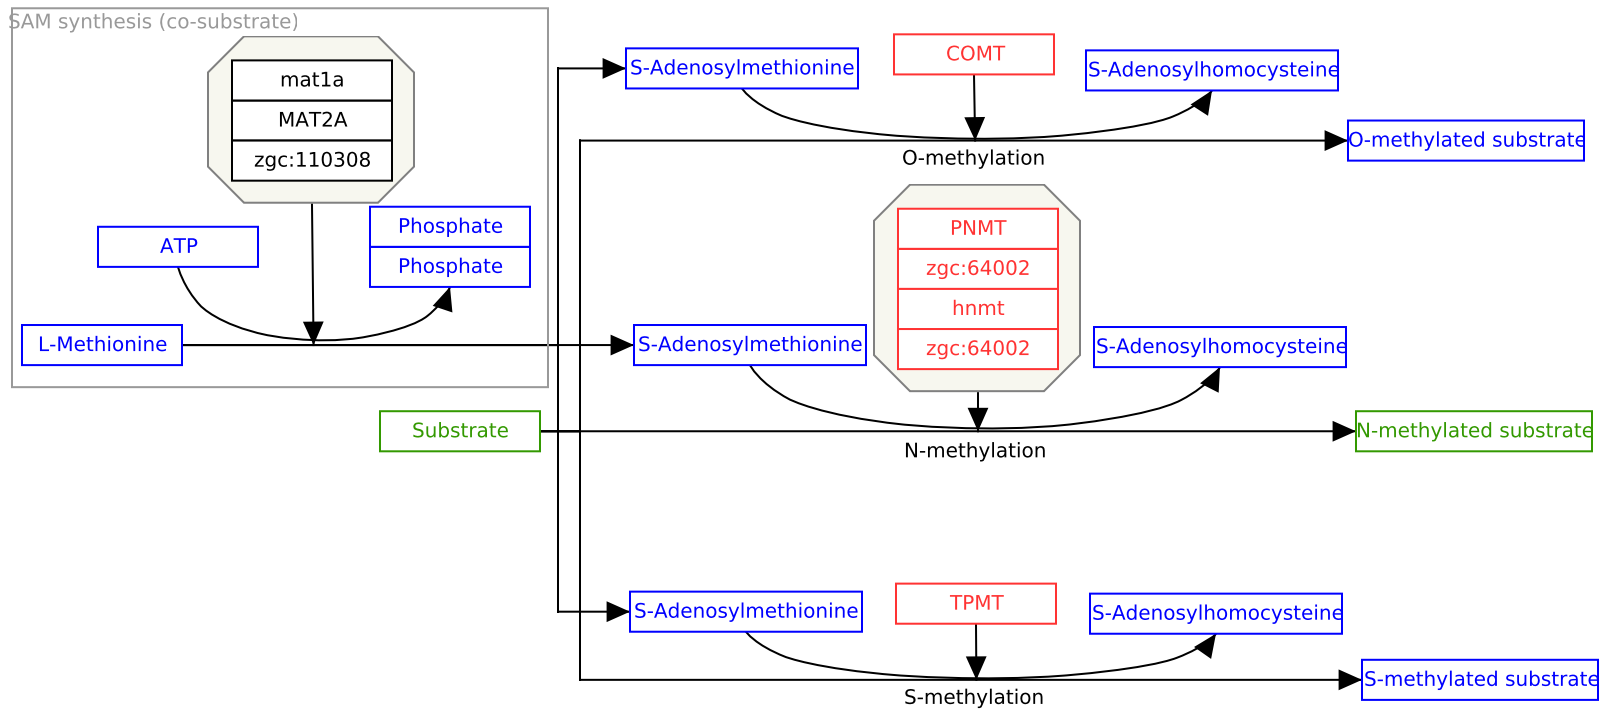 SAM synthesis (co-substrate)
mat1a
MAT2A
zgc:110308
ATP
Phosphate
Phosphate
L-Methionine
Substrate
S-Adenosylmethionine
COMT
S-Adenosylhomocysteine
O-methylated substrate
O-methylation
PNMT
zgc:64002
hnmt
zgc:64002
S-Adenosylmethionine
S-Adenosylhomocysteine
N-methylated substrate
N-methylation
S-Adenosylmethionine
TPMT
S-Adenosylhomocysteine
S-methylated substrate
S-methylation